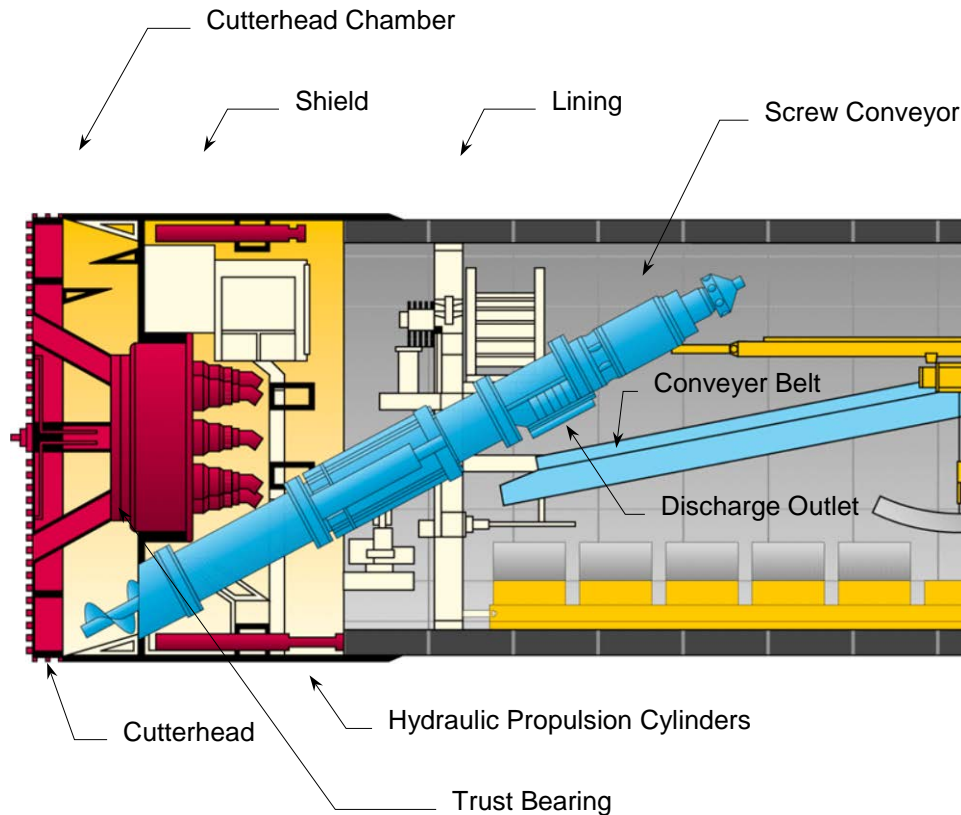 Cutterhead Chamber
Shield
Lining
Screw Conveyor
Conveyer Belt
Discharge Outlet
Cutterhead
Hydraulic Propulsion Cylinders
Trust Bearing